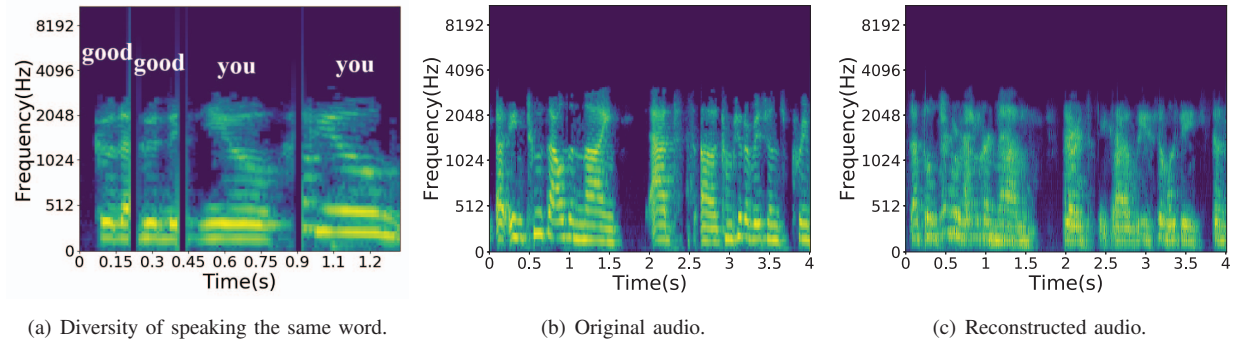 good good you you
Frequency(Hz)
8192
4096
2048
1024
512
0
0 0.15 0.3 0.45 0.6 0.75 0.9 1.1 1.2
Time(s)
(a) Diversity of speaking the same word.
Frequency(Hz)
8192
4096
2048
1024
512
0
0 0.5 1 1.5 2 2.5 3 3.5 4
Time(s)
(b) Original audio.
Frequency(Hz)
8192
4096
2048
1024
512
0
0 0.5 1 1.5 2 2.5 3 3.5 4
Time(s)
(c) Reconstructed audio.